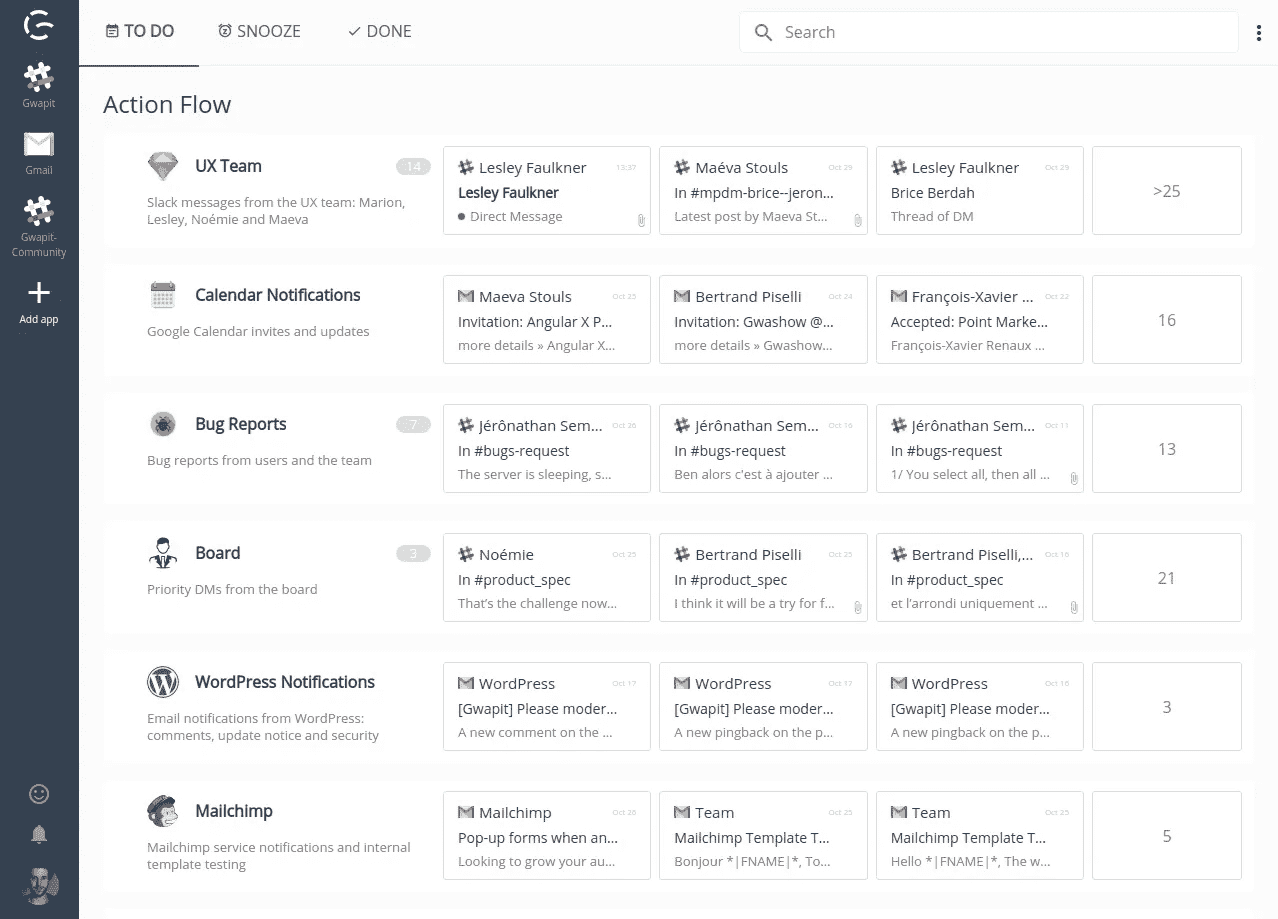 TO DO
SNOOZE
DONE
Search
Gwapit
Gmail
Gwapit-
Community
Add app
Action Flow
UX Team
14
Slack messages from the UX team: Marion,
Lesley, Noémie and Maeva
Lesley Faulkner 13:37
Lesley Faulkner
Direct Message
Maéva Stouls Oct 29
In #mpdm-brice--jeron...
Latest post by Maeva St...
Lesley Faulkner Oct 29
Brice Berdah
Thread of DM
>25
Calendar Notifications
Google Calendar invites and updates
Maeva Stouls Oct 25
Invitation: Angular X P...
more details » Angular X...
Bertrand Piselli Oct 24
Invitation: Gwashow @...
more details » Gwashow...
François-Xavier ... Oct 22
Accepted: Point Marke...
François-Xavier Renaux ...
16
Bug Reports
7
Bug reports from users and the team
Jérônathan Sem... Oct 26
In #bugs-request
The server is sleeping, s...
Jérônathan Sem... Oct 16
In #bugs-request
Ben alors c'est à ajouter ...
Jérônathan Sem... Oct 11
In #bugs-request
1/ You select all, then all ...
13
Board
3
Priority DMs from the board
Noémie Oct 25
In #product_spec
That's the challenge now...
Bertrand Piselli Oct 25
In #product_spec
I think it will be a try for f...
Bertrand Piselli,... Oct 16
In #product_spec
et l'arrondi uniquement ...
21
WordPress Notifications
Email notifications from WordPress:
comments, update notice and security
WordPress Oct 17
[Gwapit] Please moder...
A new comment on the ...
WordPress Oct 17
[Gwapit] Please moder...
A new pingback on the p...
WordPress Oct 16
[Gwapit] Please moder...
A new pingback on the p...
3
Mailchimp
Mailchimp service notifications and internal
template testing
Mailchimp Oct 26
Pop-up forms when an...
Looking to grow your au...
Team Oct 25
Mailchimp Template T...
Bonjour *|FNAME|*, To...
Team Oct 25
Mailchimp Template T...
Hello *|FNAME|*, The w...
5